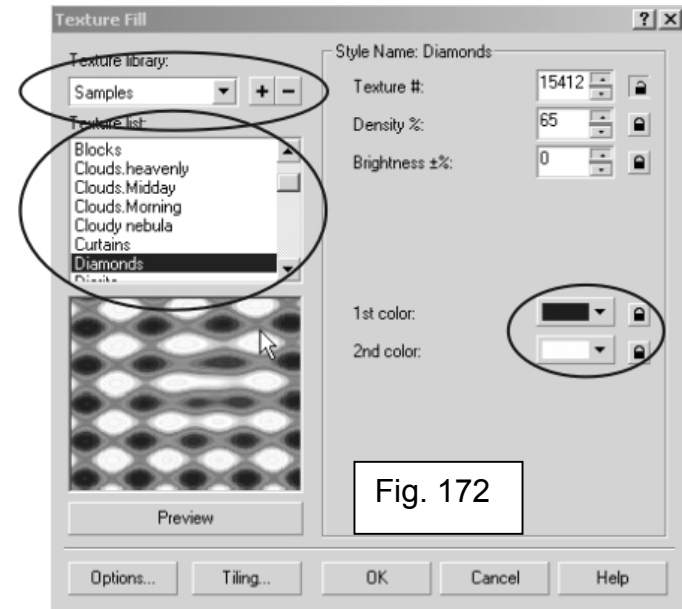 Texture Fill
Texture library:
Samples
+ −
Texture list:
Blocks
Clouds.heavenly
Clouds.Midday
Clouds.Morning
Cloudy nebula
Curtains
Diamonds
Preview
Style Name: Diamonds
Texture #: 15412
Density %: 65
Brightness ±%: 0
1st color:
2nd color:
Fig. 172
Options... Tiling... OK Cancel Help